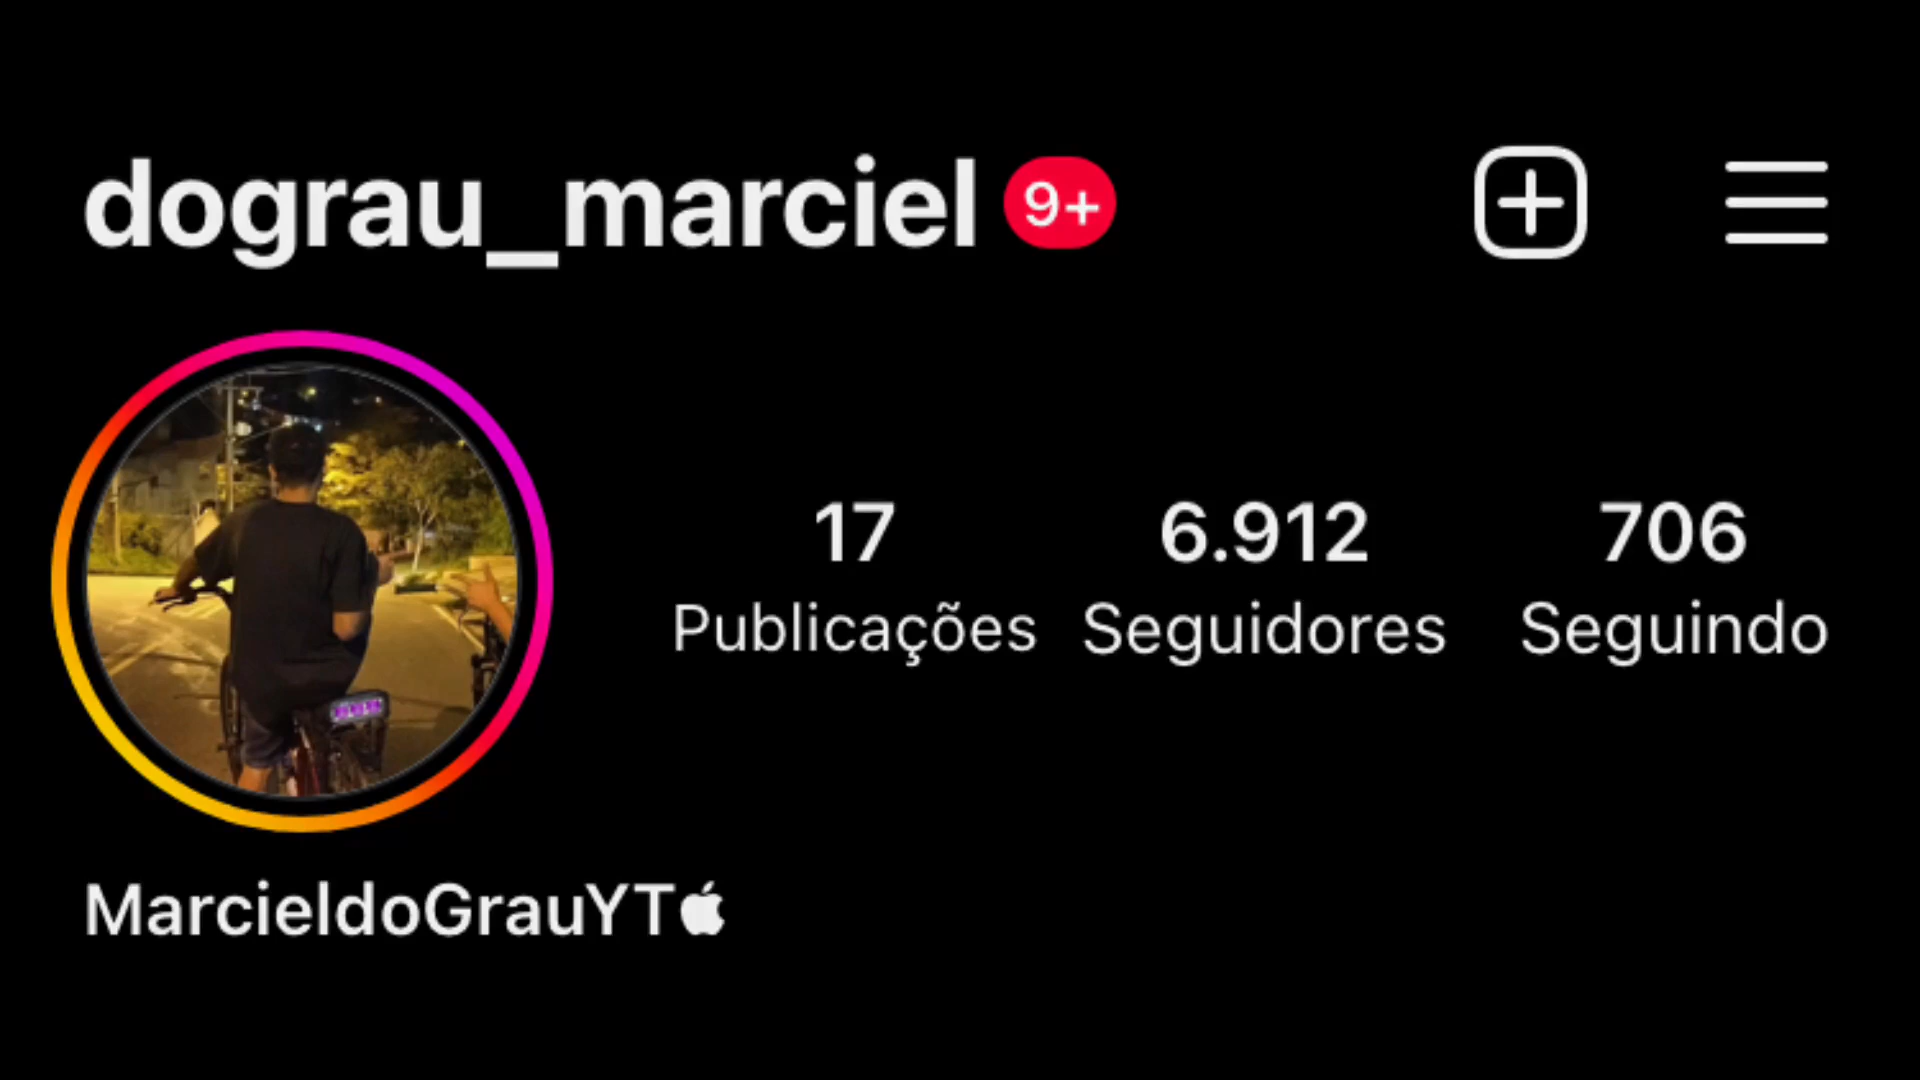 dograu_marciel 9+
17 6.912 706
Publicações Seguidores Seguindo
MarcieldoGrauYT